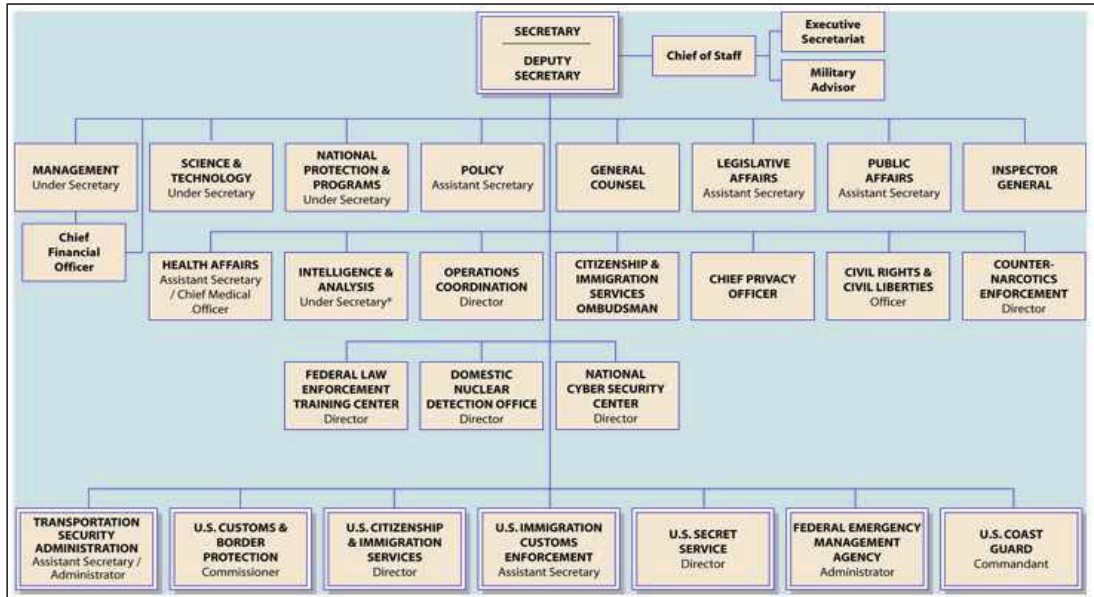 SECRETARY
DEPUTY
SECRETARY
Chief of Staff
Executive
Secretariat
Military
Advisor
MANAGEMENT
Under Secretary
SCIENCE &
TECHNOLOGY
Under Secretary
NATIONAL
PROTECTION &
PROGRAMS
Under Secretary
POLICY
Assistant Secretary
GENERAL
COUNSEL
LEGISLATIVE
AFFAIRS
Assistant Secretary
PUBLIC
AFFAIRS
Assistant Secretary
INSPECTOR
GENERAL
Chief
Financial
Officer
HEALTH AFFAIRS
Assistant Secretary
/ Chief Medical
Officer
INTELLIGENCE &
ANALYSIS
Under Secretary*
OPERATIONS
COORDINATION
Director
CITIZENSHIP &
IMMIGRATION
SERVICES
OMBUDSMAN
CHIEF PRIVACY
OFFICER
CIVIL RIGHTS &
CIVIL LIBERTIES
Officer
COUNTER-
NARCOTICS
ENFORCEMENT
Director
FEDERAL LAW
ENFORCEMENT
TRAINING CENTER
Director
DOMESTIC
NUCLEAR
DETECTION OFFICE
Director
NATIONAL
CYBER SECURITY
CENTER
Director
TRANSPORTATION
SECURITY
ADMINISTRATION
Assistant Secretary /
Administrator
U.S. CUSTOMS &
BORDER
PROTECTION
Commissioner
U.S. CITIZENSHIP
& IMMIGRATION
SERVICES
Director
U.S. IMMIGRATION
CUSTOMS
ENFORCEMENT
Assistant Secretary
U.S. SECRET
SERVICE
Director
FEDERAL EMERGENCY
MANAGEMENT
AGENCY
Administrator
U.S. COAST
GUARD
Commandant